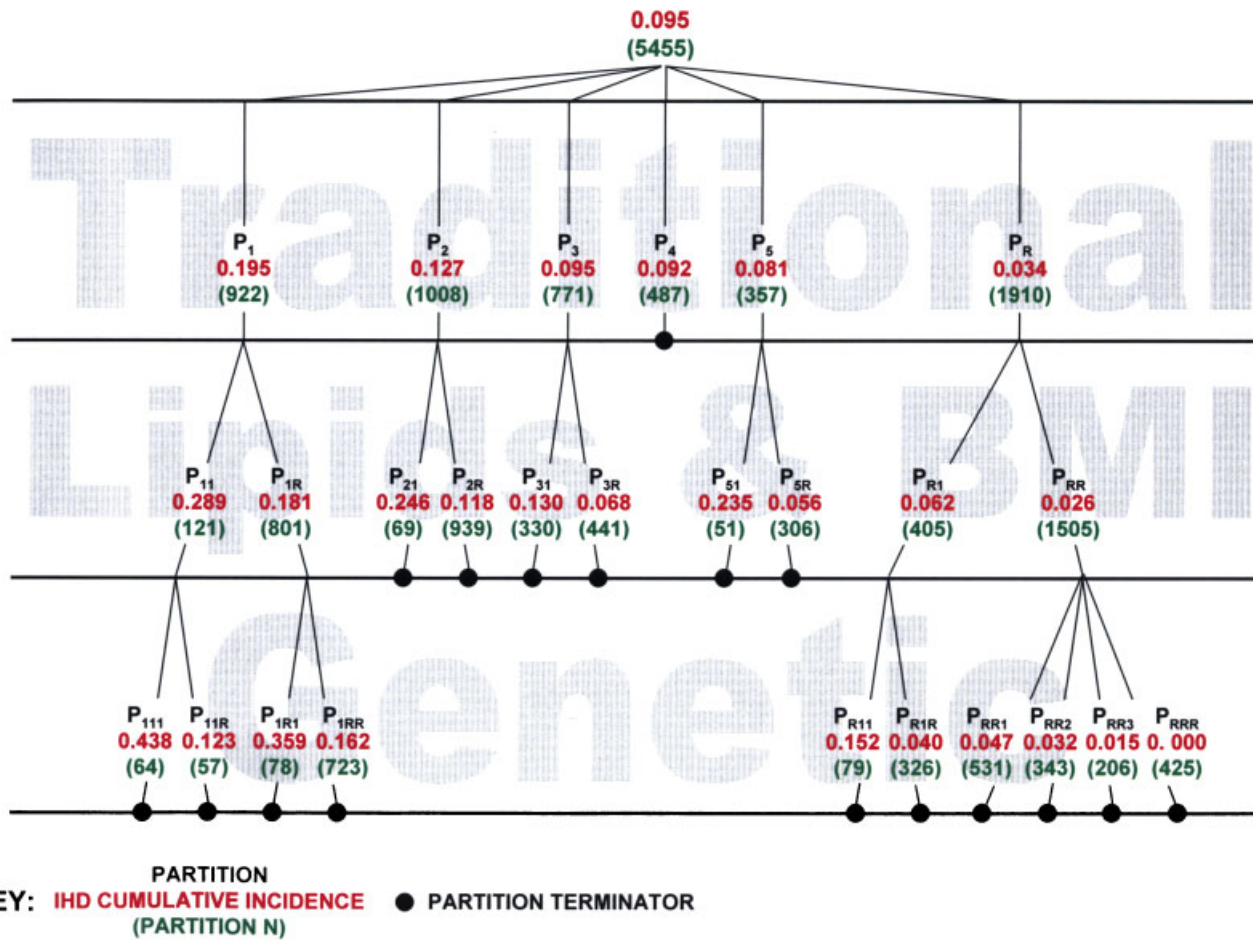 0.095
(5455)
Traditional
P1 P2 P3 P4 P5 PR
0.195 0.127 0.095 0.092 0.081 0.034
(922) (1008) (771) (487) (357) (1910)
Lipids & BMI
P11 P1R P21 P2R P31 P3R P51 P5R PR1 PRR
0.289 0.181 0.246 0.118 0.130 0.068 0.235 0.056 0.062 0.026
(121) (801) (69) (939) (330) (441) (51) (306) (405) (1505)
Genetic
P111 P11R P1R1 P1RR PR11 PR1R PRR1 PRR2 PRR3 PRRR
0.438 0.123 0.359 0.162 0.152 0.040 0.047 0.032 0.015 0. 000
(64) (57) (78) (723) (79) (326) (531) (343) (206) (425)
PARTITION
EY: IHD CUMULATIVE INCIDENCE ● PARTITION TERMINATOR
(PARTITION N)